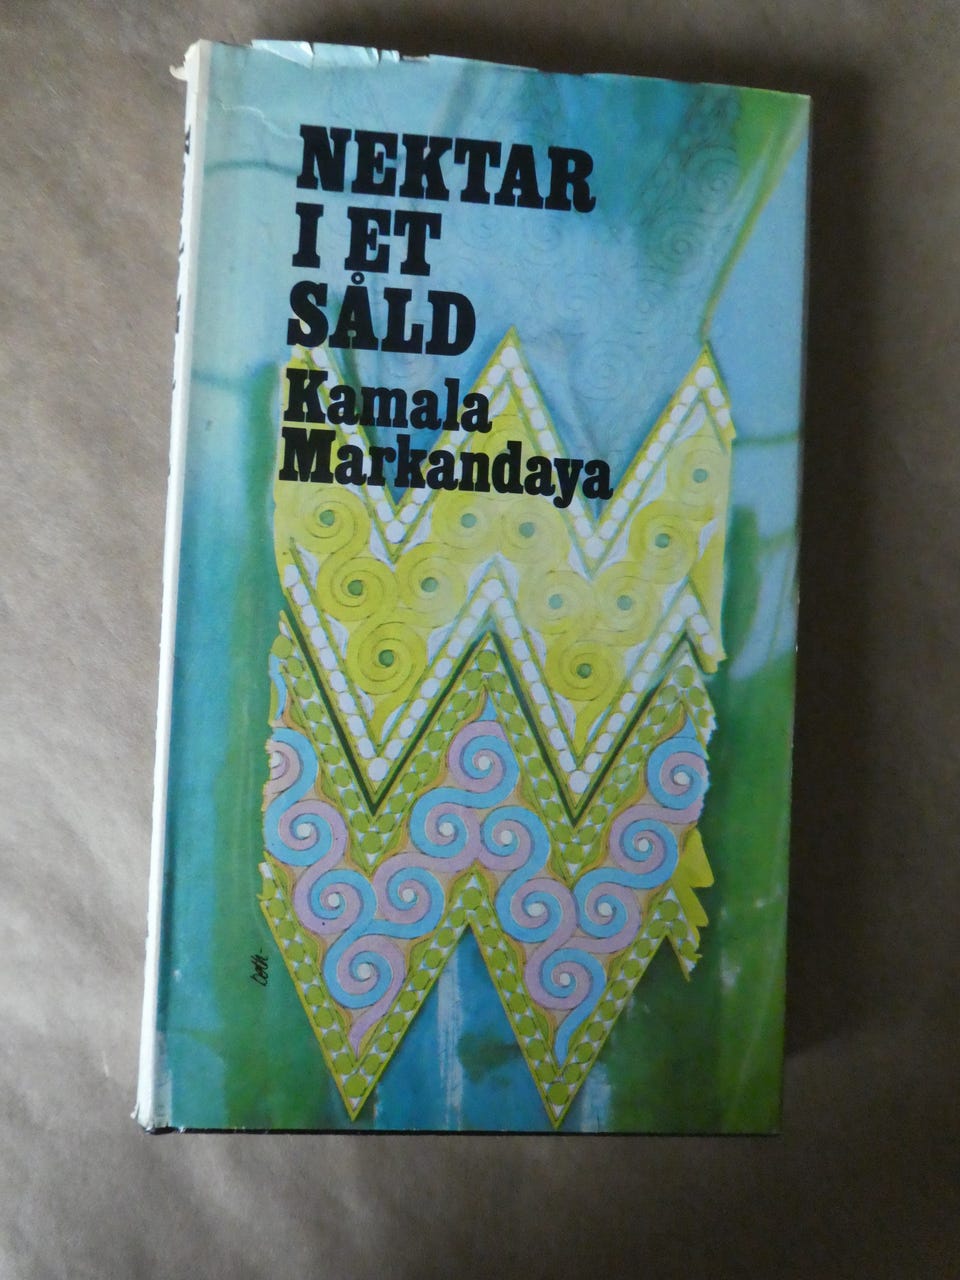 NEKTAR
I ET
SÅLD
Kamala
Markandaya